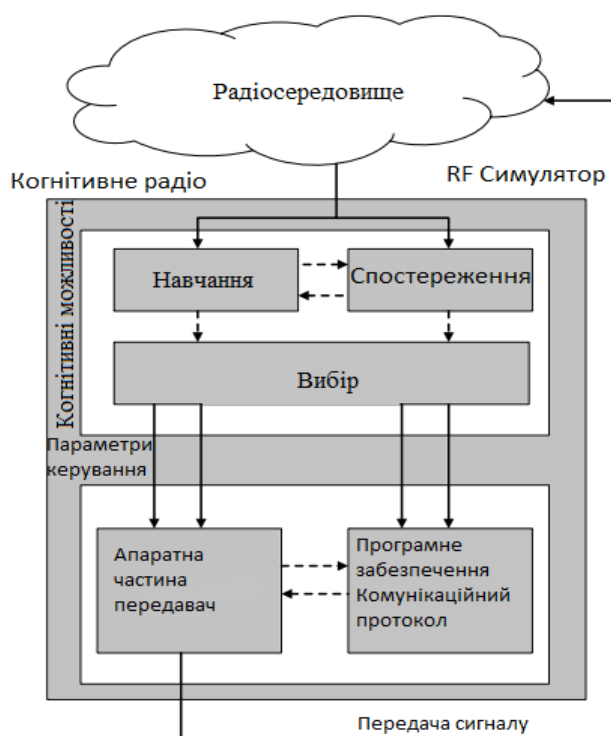 Радіосередовище
Когнітивне радіо
RF Симулятор
Когнітивні можливості
Навчання
Спостереження
Вибір
Параметри
керування
Апаратна
частина
передавач
Програмне
забезпечення
Комунікаційний
протокол
Передача сигналу